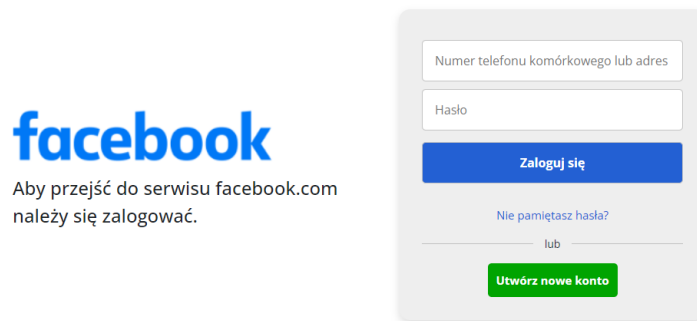 facebook
Aby przejść do serwisu facebook.com
należy się zalogować.
Numer telefonu komórkowego lub adres
Hasło
Zaloguj się
Nie pamiętasz hasła?
lub
Utwórz nowe konto